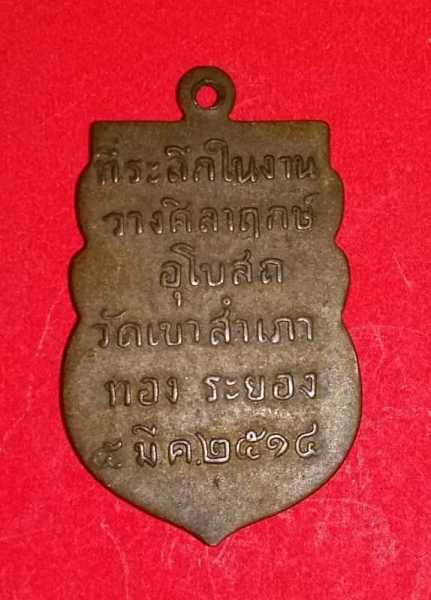 ที่ระลึกในงาน
วางศิลาฤกษ์
อุโบสถ
วัดเขาสำเภา
ทอง ระยอง
๕ มี.ค.๒๕๑๔